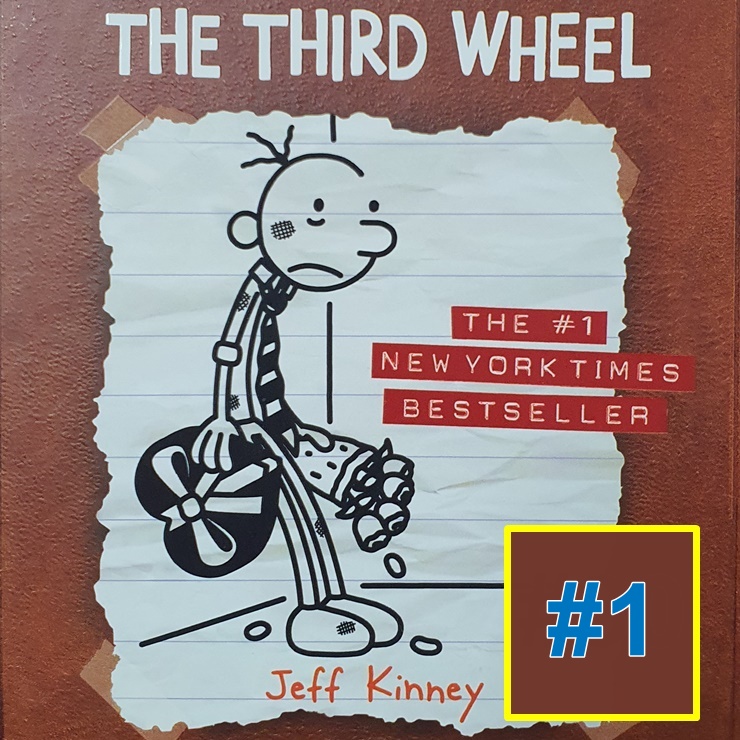 THE THIRD WHEEL
THE #1
NEW YORK TIMES
BESTSELLER
#1
Jeff Kinney